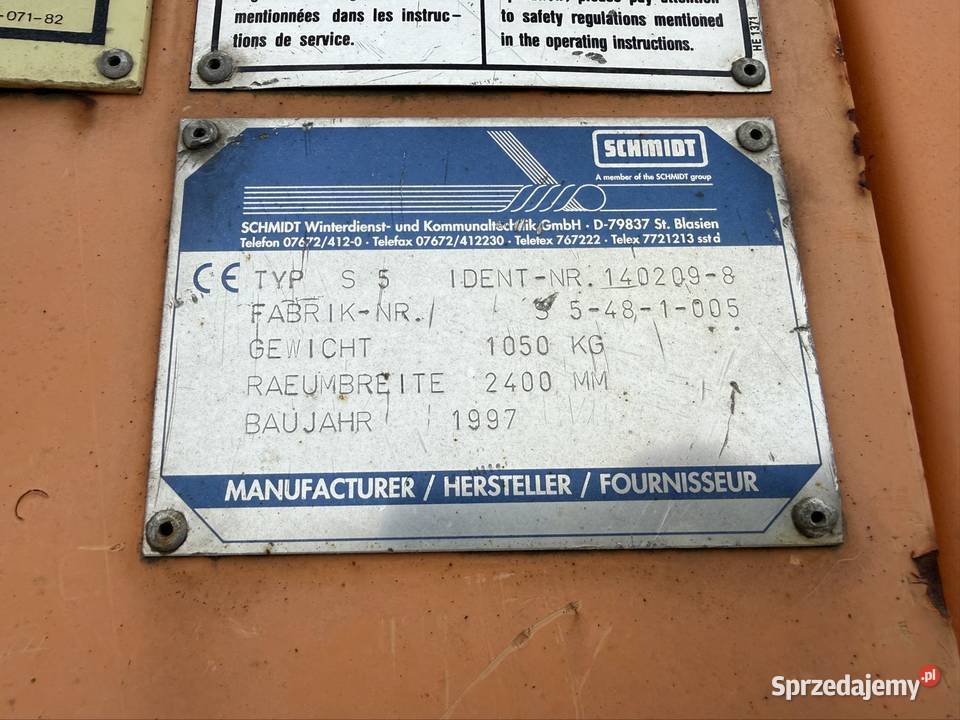 -071-82
mentionnées dans les instruc-
tions de service.
to safety regulations mentioned
in the operating instructions.
HE 1371
SCHMIDT
A member of the SCHMIDT group
SCHMIDT Winterdienst- und Kommunaltechnik GmbH · D-79837 St. Blasien
Telefon 07672/412-0 · Telefax 07672/412230 · Teletex 767222 · Telex 7721213 sst d
CE TYP S 5 IDENT-NR. 140209-8
FABRIK-NR. S 5-48-1-005
GEWICHT 1050 KG
RAEUMBREITE 2400 MM
BAUJAHR 1997
MANUFACTURER / HERSTELLER / FOURNISSEUR
Sprzedajemy.pl